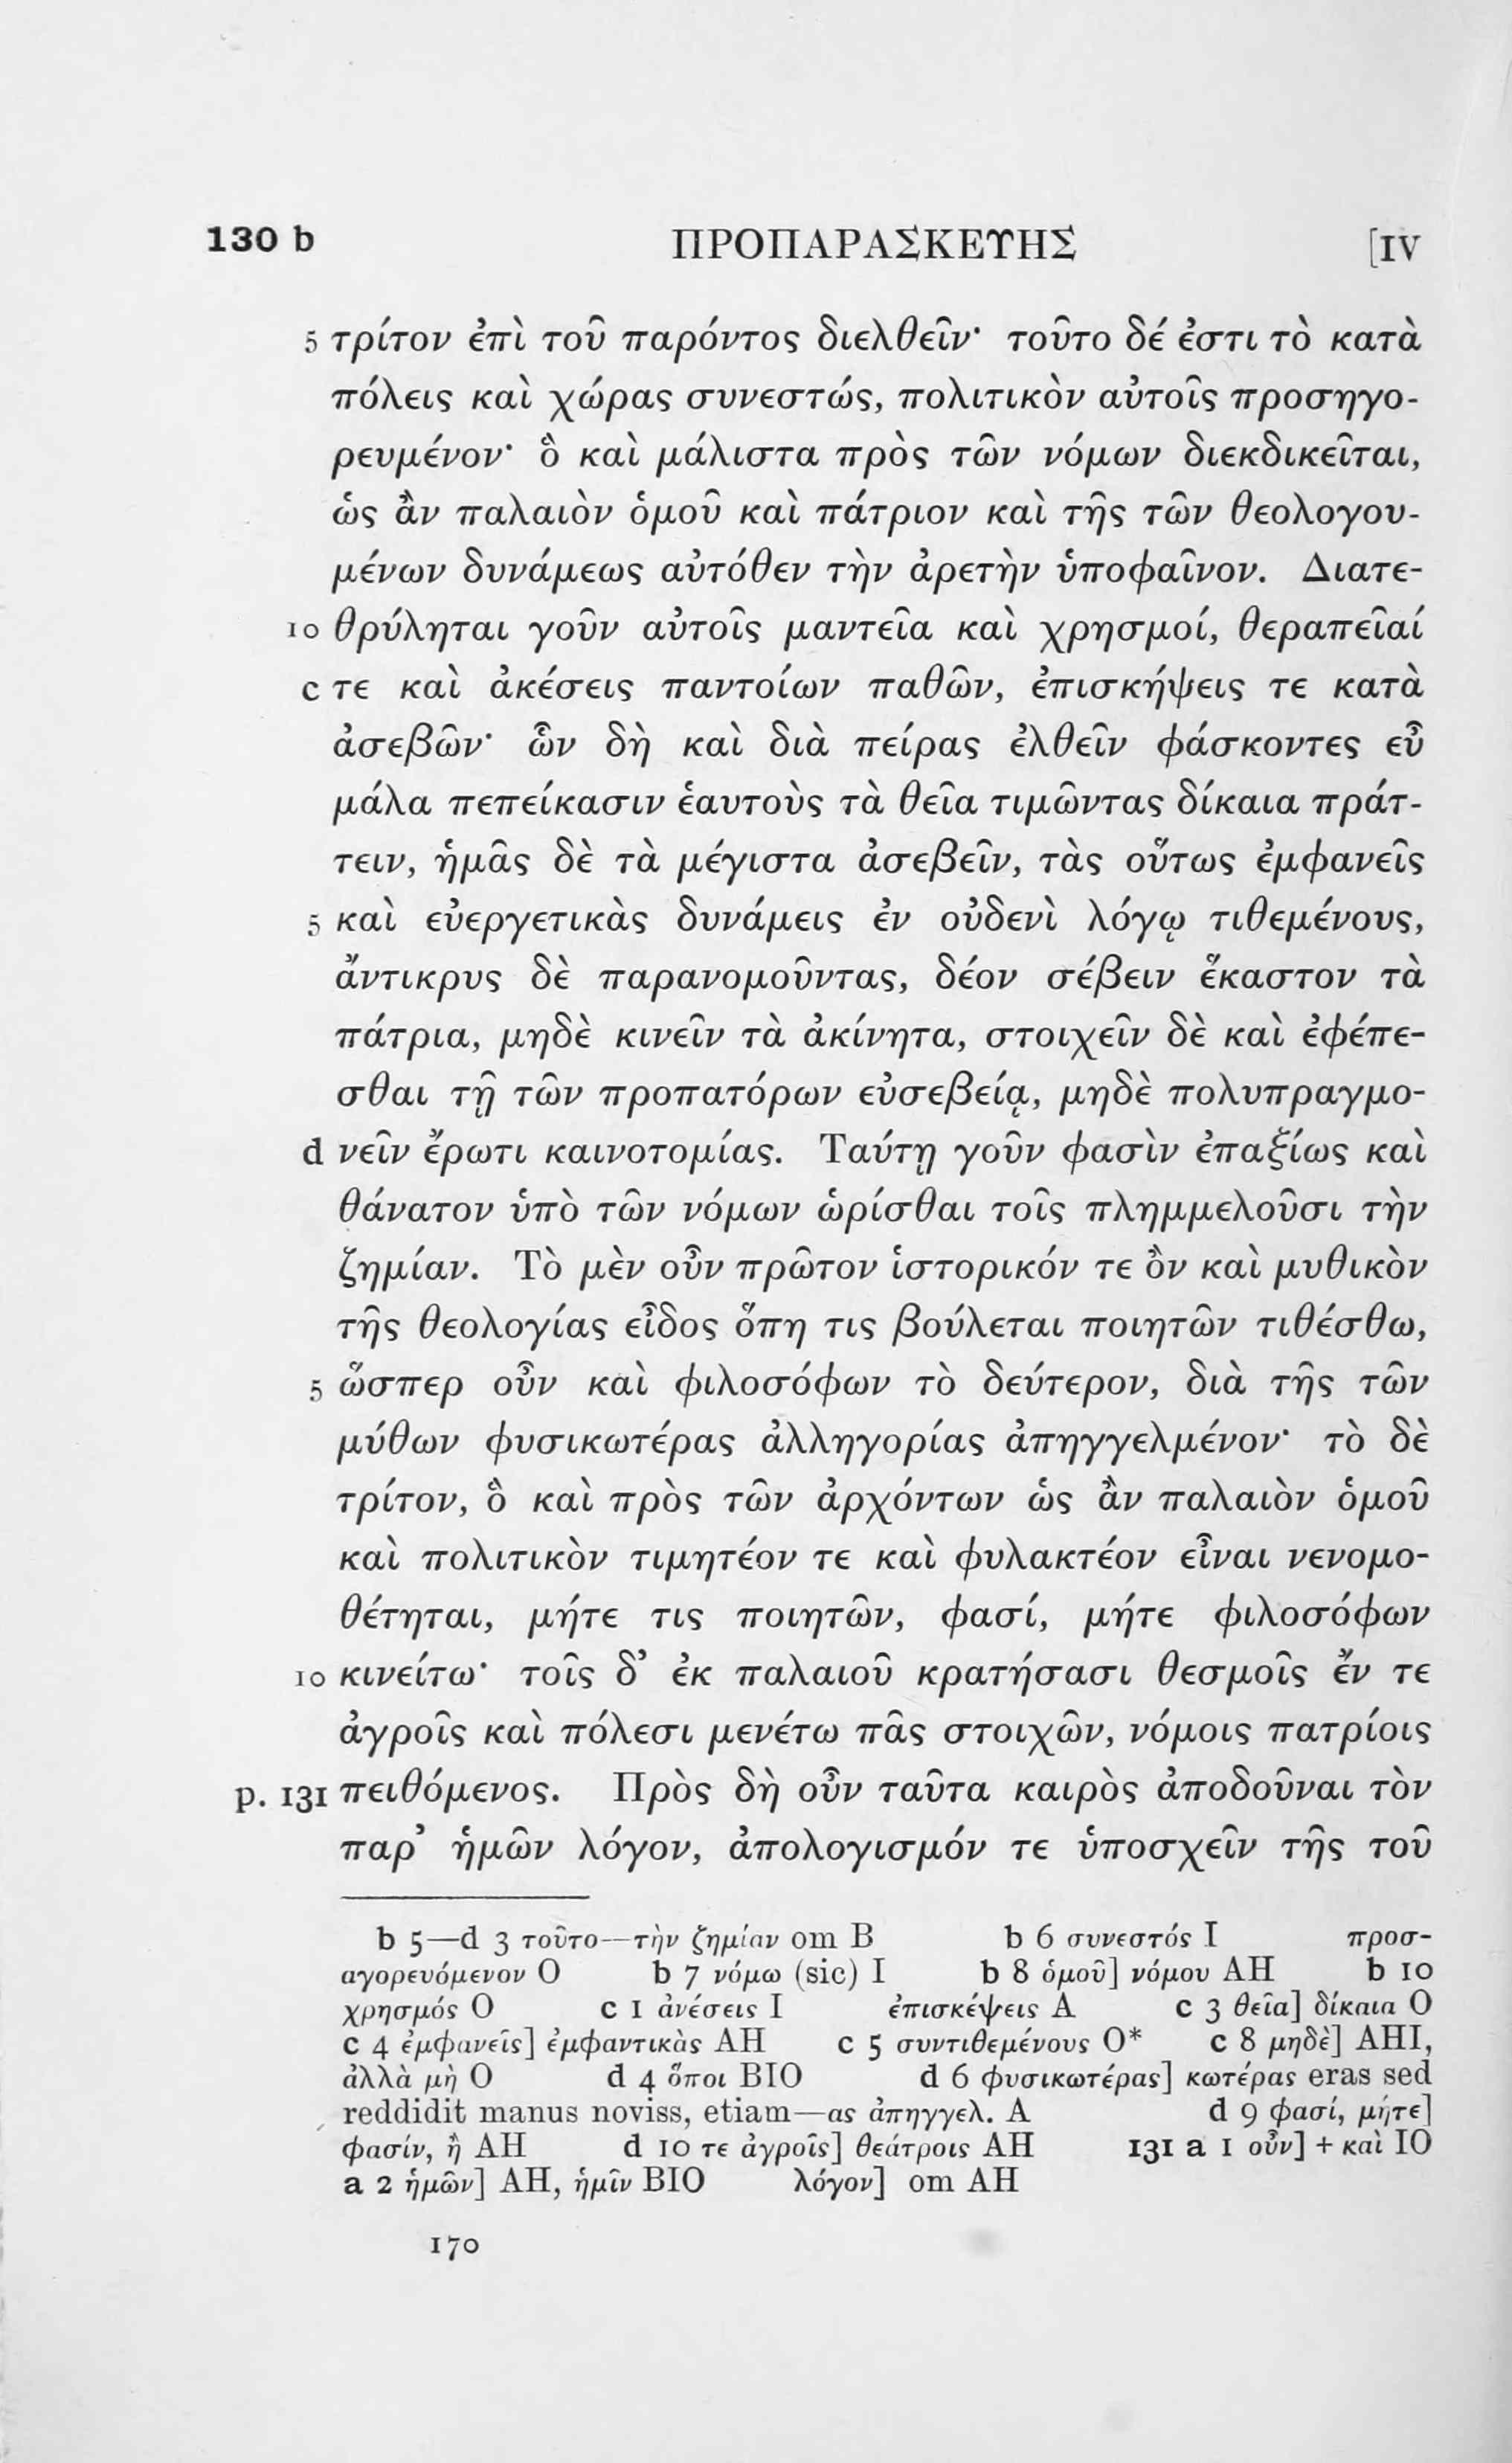 130 b ΠΡΟΠΑΡΑΣΚΕΥΗΣ [IV
5 τρίτον ἐπὶ τοῦ παρόντος διελθεῖν· τοῦτο δέ ἐστι τὸ κατὰ
πόλεις καὶ χώρας συνεστώς, πολιτικὸν αὐτοῖς προσηγο-
ρευμένον· ὃ καὶ μάλιστα πρὸς τῶν νόμων διεκδικεῖται,
ὡς ἂν παλαιὸν ὁμοῦ καὶ πάτριον καὶ τῆς τῶν θεολογου-
μένων δυνάμεως αὐτόθεν τὴν ἀρετὴν ὑποφαῖνον. Διατε-
10 θρύληται γοῦν αὐτοῖς μαντεῖα καὶ χρησμοί, θεραπεῖαί
c τε καὶ ἀκέσεις παντοίων παθῶν, ἐπισκήψεις τε κατὰ
ἀσεβῶν· ὧν δὴ καὶ διὰ πείρας ἐλθεῖν φάσκοντες εὖ
μάλα πεπείκασιν ἑαυτοὺς τὰ θεῖα τιμῶντας δίκαια πράτ-
τειν, ἡμᾶς δὲ τὰ μέγιστα ἀσεβεῖν, τὰς οὕτως ἐμφανεῖς
5 καὶ εὐεργετικὰς δυνάμεις ἐν οὐδενὶ λόγῳ τιθεμένους,
ἄντικρυς δὲ παρανομοῦντας, δέον σέβειν ἕκαστον τὰ
πάτρια, μηδὲ κινεῖν τὰ ἀκίνητα, στοιχεῖν δὲ καὶ ἐφέπε-
σθαι τῇ τῶν προπατόρων εὐσεβείᾳ, μηδὲ πολυπραγμο-
d νεῖν ἔρωτι καινοτομίας. Ταύτῃ γοῦν φασὶν ἐπαξίως καὶ
θάνατον ὑπὸ τῶν νόμων ὡρίσθαι τοῖς πλημμελοῦσι τὴν
ζημίαν. Τὸ μὲν οὖν πρῶτον ἱστορικόν τε ὂν καὶ μυθικὸν
τῆς θεολογίας εἶδος ὅπη τις βούλεται ποιητῶν τιθέσθω,
5 ὥσπερ οὖν καὶ φιλοσόφων τὸ δεύτερον, διὰ τῆς τῶν
μύθων φυσικωτέρας ἀλληγορίας ἀπηγγελμένον· τὸ δὲ
τρίτον, ὃ καὶ πρὸς τῶν ἀρχόντων ὡς ἂν παλαιὸν ὁμοῦ
καὶ πολιτικὸν τιμητέον τε καὶ φυλακτέον εἶναι νενομο-
θέτηται, μήτε τις ποιητῶν, φασί, μήτε φιλοσόφων
10 κινείτω· τοῖς δ’ ἐκ παλαιοῦ κρατήσασι θεσμοῖς ἔν τε
ἀγροῖς καὶ πόλεσι μενέτω πᾶς στοιχῶν, νόμοις πατρίοις
p. 131 πειθόμενος. Πρὸς δὴ οὖν ταῦτα καιρὸς ἀποδοῦναι τὸν
παρ’ ἡμῶν λόγον, ἀπολογισμόν τε ὑποσχεῖν τῆς τοῦ
b 5—d 3 τοῦτο—τὴν ζημίαν om B b 6 συνεστός I προσ-
αγορευόμενον O b 7 νόμω (sic) I b 8 ὁμοῦ] νόμου AH b 10
χρησμός O c 1 ἀνέσεις I ἐπισκέψεις A c 3 θεῖα] δίκαια O
c 4 ἐμφανεῖς] ἐμφαντικὰς AH c 5 συντιθεμένους O* c 8 μηδὲ] AHI,
ἀλλὰ μὴ O d 4 ὅποι BIO d 6 φυσικωτέρας] κωτέρας eras sed
reddidit manus noviss, etiam—ας ἀπηγγελ. A d 9 φασί, μήτε]
φασίν, ἢ AH d 10 τε ἀγροῖς] θεάτροις AH 131 a 1 οὖν] + καὶ IO
a 2 ἡμῶν] AH, ἡμῖν BIO λόγον] om AH
170